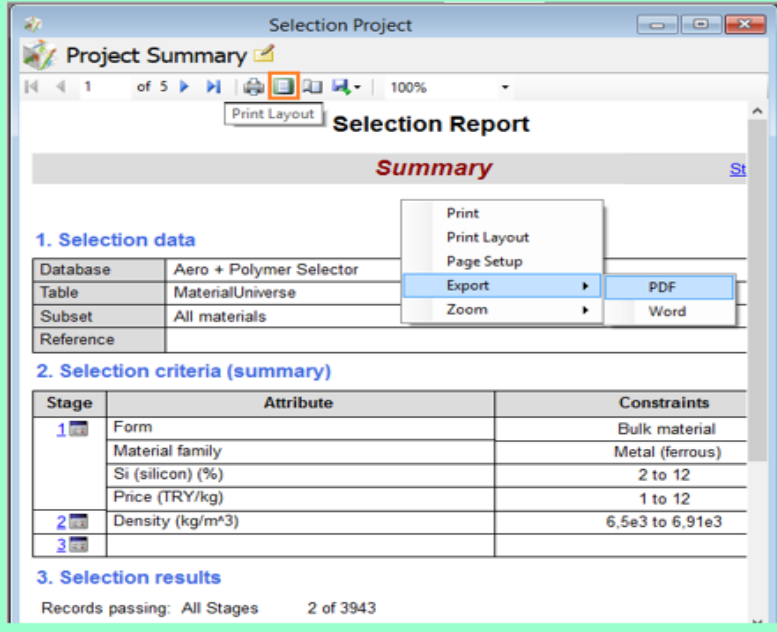 Selection Project
Project Summary
1 of 5 100%
Print Layout
Selection Report
Summary St
Print
Print Layout
Page Setup
Export PDF
Zoom Word
1. Selection data
Database Aero + Polymer Selector
Table MaterialUniverse
Subset All materials
Reference
2. Selection criteria (summary)
Stage Attribute Constraints
1 Form Bulk material
Material family Metal (ferrous)
Si (silicon) (%) 2 to 12
Price (TRY/kg) 1 to 12
2 Density (kg/m^3) 6,5e3 to 6,91e3
3
3. Selection results
Records passing: All Stages 2 of 3943